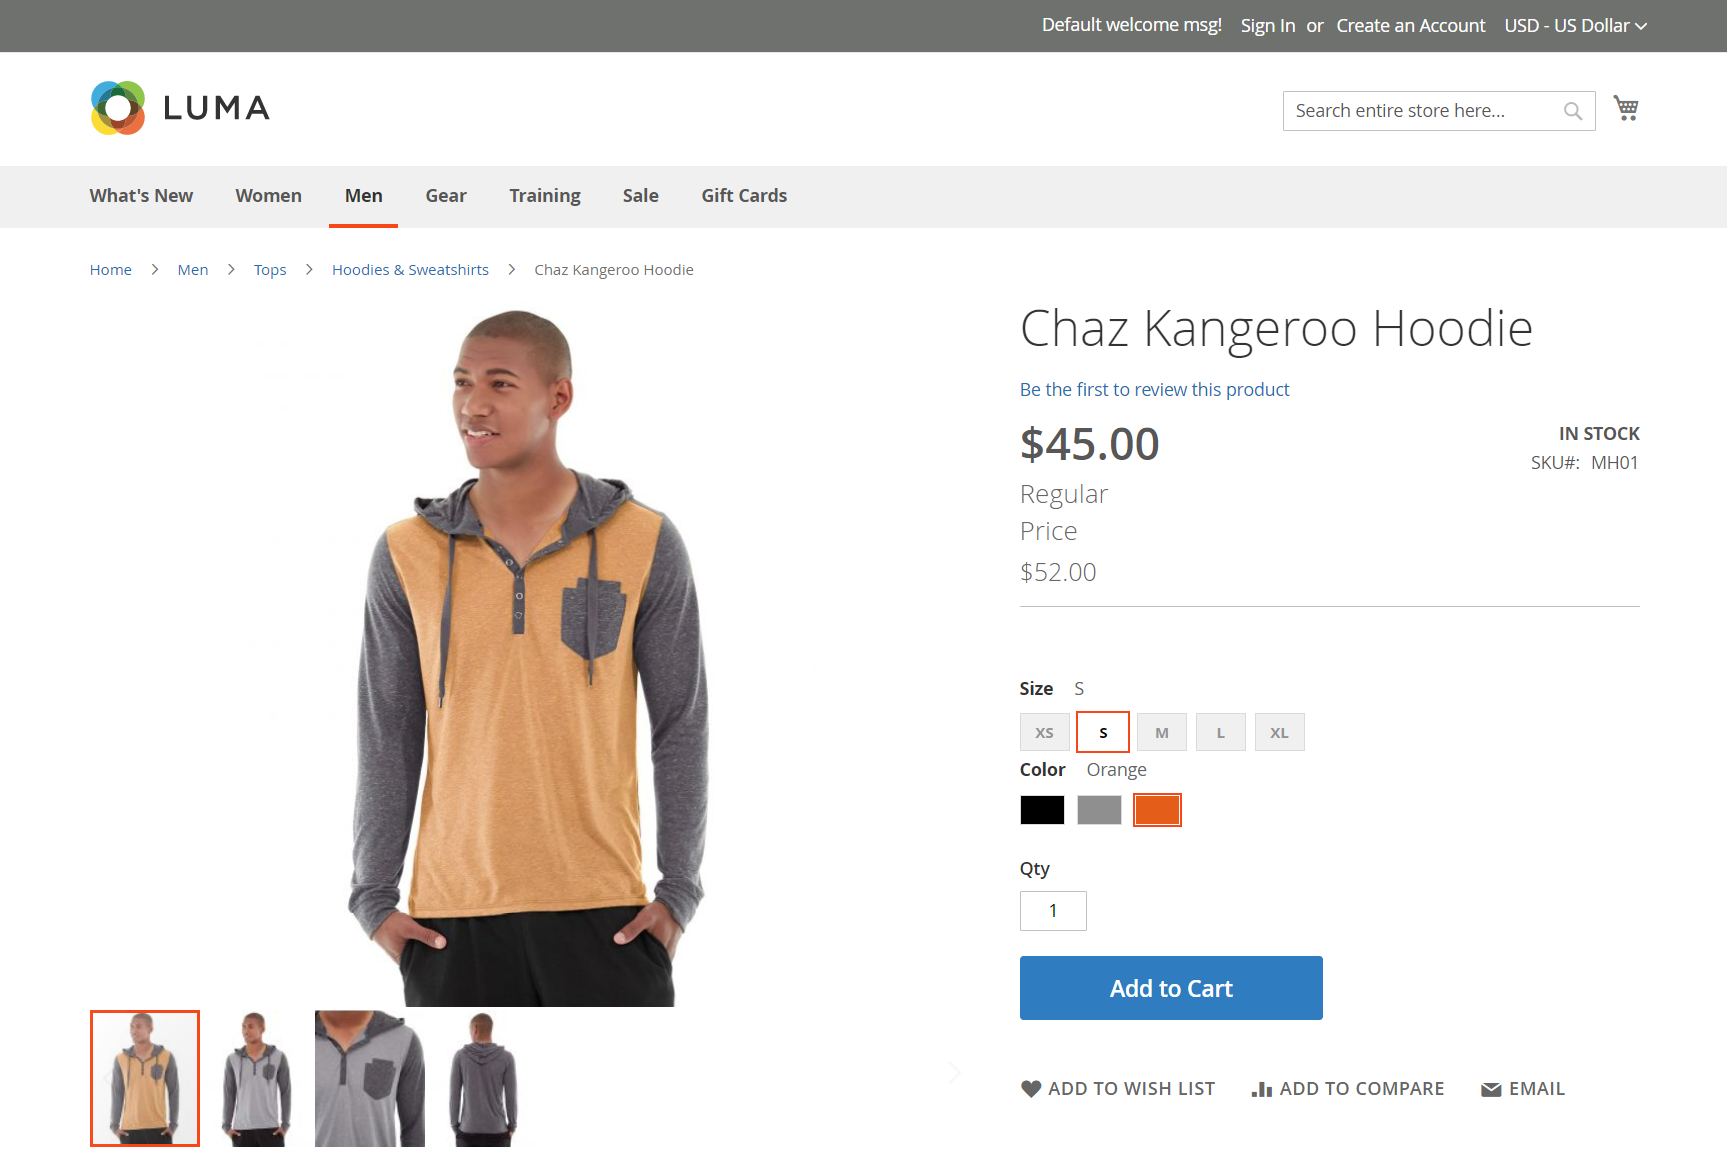 Default welcome msg! Sign In or Create an Account USD - US Dollar
LUMA
Search entire store here...
What's New Women Men Gear Training Sale Gift Cards
Home Men Tops Hoodies & Sweatshirts Chaz Kangeroo Hoodie
Chaz Kangeroo Hoodie
Be the first to review this product
$45.00
IN STOCK
SKU#: MH01
Regular
Price
$52.00
Size S
XS S M L XL
Color Orange
Qty
1
Add to Cart
ADD TO WISH LIST ADD TO COMPARE EMAIL